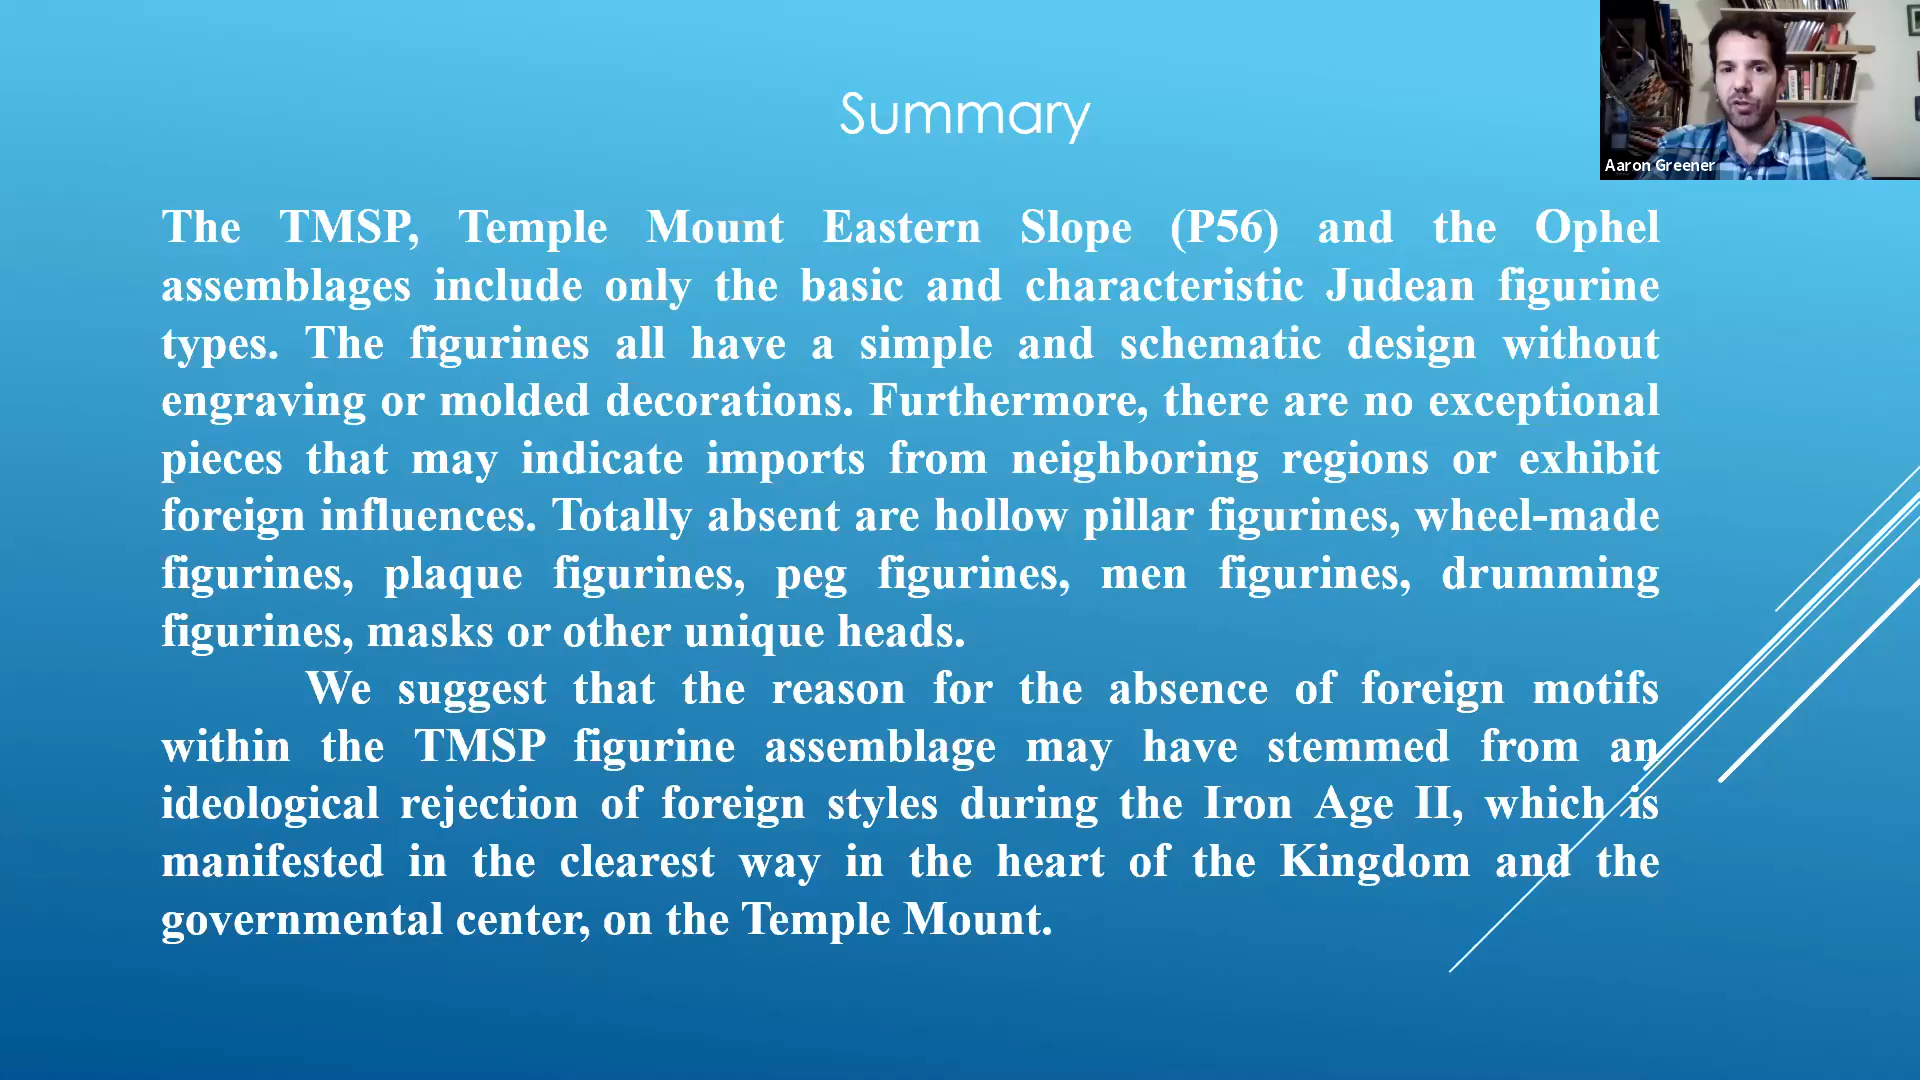 Summary
Aaron Greener
The TMSP, Temple Mount Eastern Slope (P56) and the Ophel
assemblages include only the basic and characteristic Judean figurine
types. The figurines all have a simple and schematic design without
engraving or molded decorations. Furthermore, there are no exceptional
pieces that may indicate imports from neighboring regions or exhibit
foreign influences. Totally absent are hollow pillar figurines, wheel-made
figurines, plaque figurines, peg figurines, men figurines, drumming
figurines, masks or other unique heads.
We suggest that the reason for the absence of foreign motifs
within the TMSP figurine assemblage may have stemmed from an
ideological rejection of foreign styles during the Iron Age II, which is
manifested in the clearest way in the heart of the Kingdom and the
governmental center, on the Temple Mount.